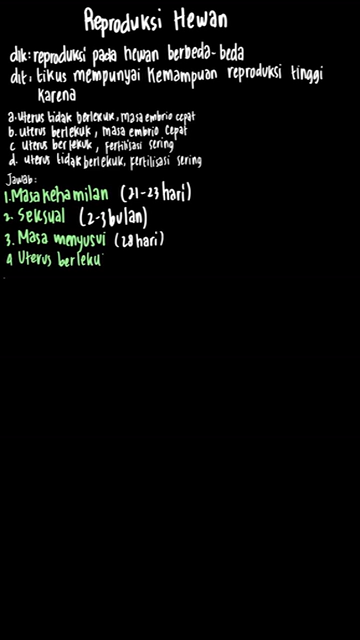 Reproduksi Hewan
dik: reproduksi pada hewan berbeda-beda
dit: tikus mempunyai kemampuan reproduksi tinggi
karena
a. uterus tidak berlekuk, masa embrio cepat
b. uterus berlekuk, masa embrio cepat
c uterus berlekuk, fertilisasi sering
d. uterus tidak berlekuk, fertilisasi sering
Jawab:
1. Masa kehamilan (21-23 hari)
2. Seksual (2-3 bulan)
3. Masa menyusui (28 hari)
4 Uterus berleku